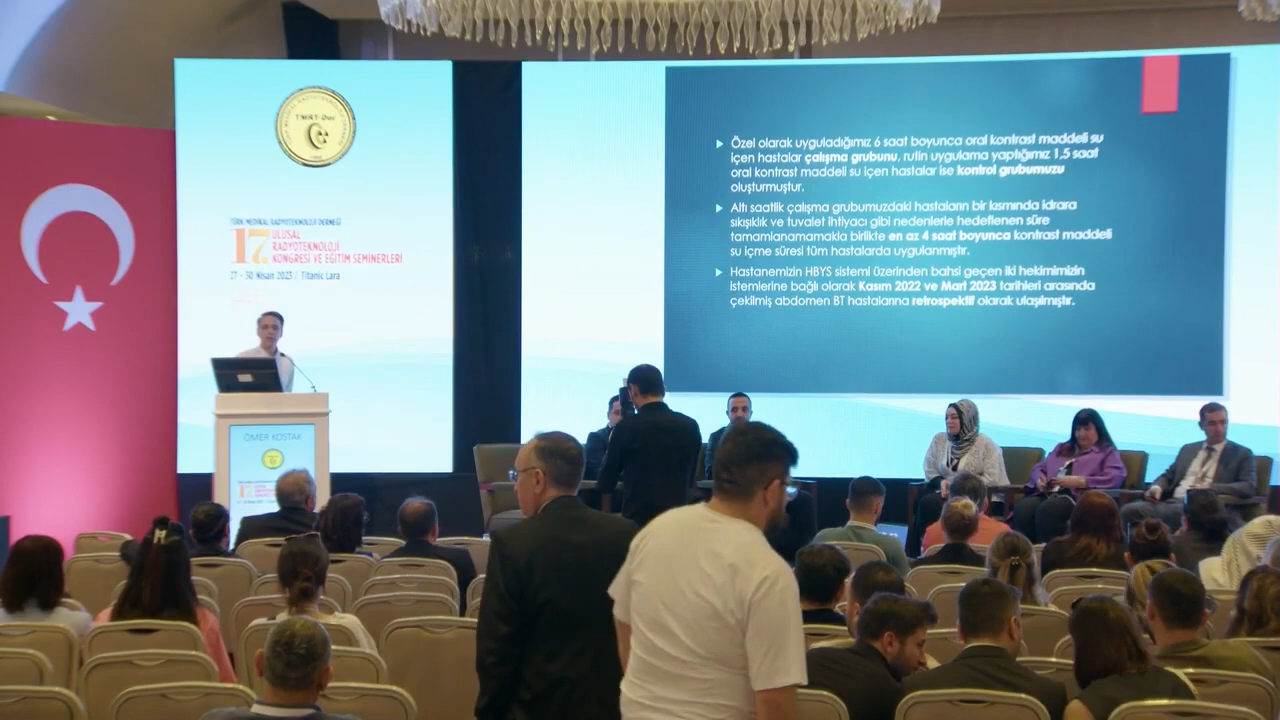 TMRT-Der
TÜRK MEDİKAL RADYOTEKNOLOJİ DERNEĞİ
17. ULUSAL
RADYOTEKNOLOJİ
KONGRESİ VE EĞİTİM SEMİNERLERİ
27 - 30 Nisan 2023 / Titanic Lara
ÖMER KOSTAK
17
Özel olarak uyguladığımız 6 saat boyunca oral kontrast maddeli su
içen hastalar çalışma grubunu, rutin uygulama yaptığımız 1,5 saat
oral kontrast maddeli su içen hastalar ise kontrol grubumuzu
oluşturmuştur.
Altı saatlik çalışma grubumuzdaki hastaların bir kısmında idrara
sıkışıklık ve tuvalet ihtiyacı gibi nedenlerle hedeflenen süre
tamamlanamamakla birlikte en az 4 saat boyunca kontrast maddeli
su içme süresi tüm hastalarda uygulanmıştır.
Hastanemizin HBYS sistemi üzerinden bahsi geçen iki hekimimizin
istemlerine bağlı olarak Kasım 2022 ve Mart 2023 tarihleri arasında
çekilmiş abdomen BT hastalarına retrospektif olarak ulaşılmıştır.